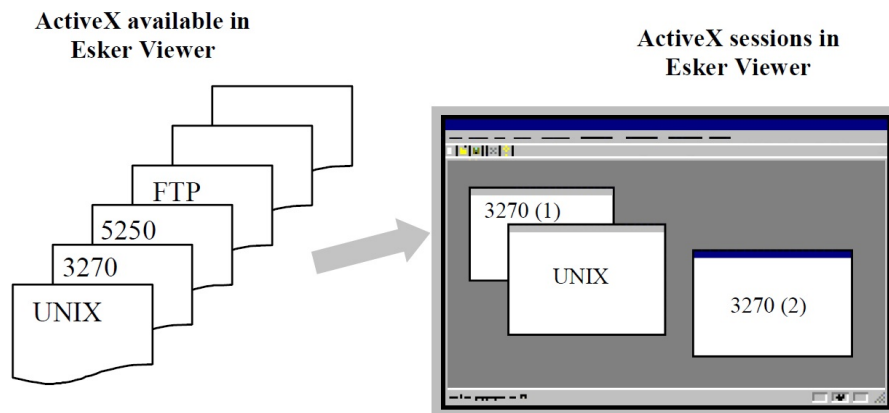 ActiveX available in
Esker Viewer
ActiveX sessions in
Esker Viewer
FTP
5250
3270
UNIX
3270 (1)
UNIX
3270 (2)